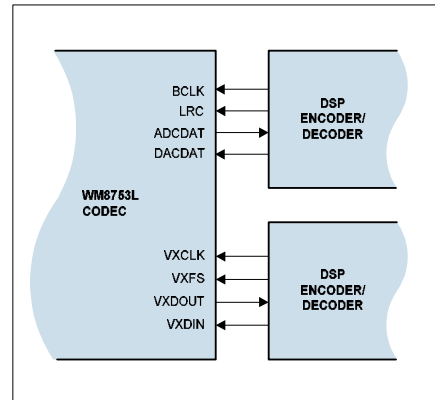 BCLK
LRC
ADCDAT
DACDAT
DSP
ENCODER/
DECODER
WM8753L
CODEC
VXCLK
VXFS
VXDOUT
VXDIN
DSP
ENCODER/
DECODER